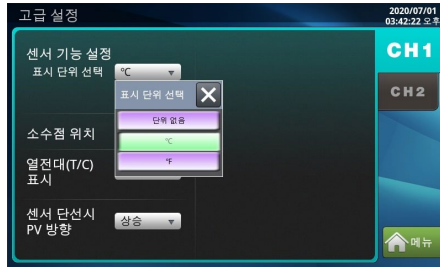 고급 설정
2020/07/01
03:42:22 오후
센서 기능 설정
표시 단위 선택 ℃
표시 단위 선택
단위 없음
℃
℉
소수점 위치
열전대(T/C)
표시
센서 단선시
PV 방향
상승
CH1
CH2
메뉴